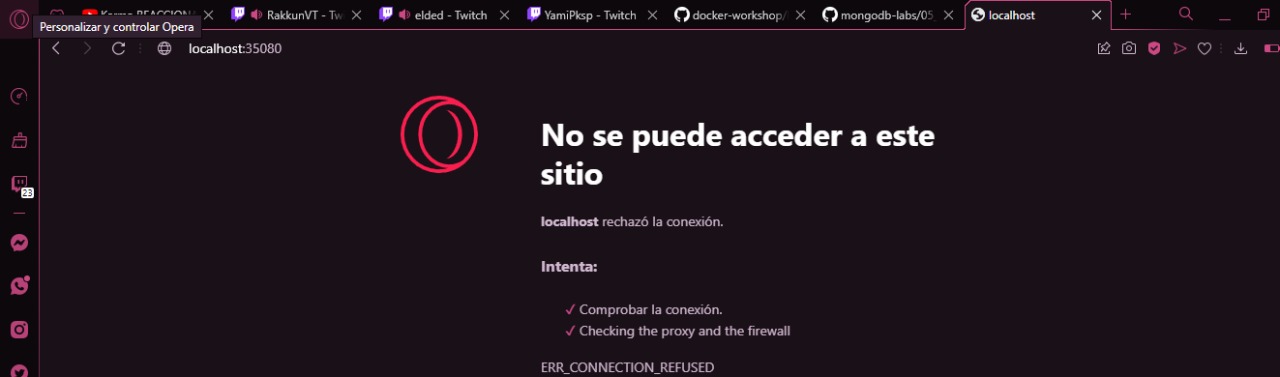 RakkunVT - Tw
elded - Twitch
YamiPksp - Twitch
docker-workshop/
mongodb-labs/05
localhost
Personalizar y controlar Opera
localhost:35080
23
No se puede acceder a este
sitio
localhost rechazó la conexión.
Intenta:
Comprobar la conexión.
Checking the proxy and the firewall
ERR_CONNECTION_REFUSED